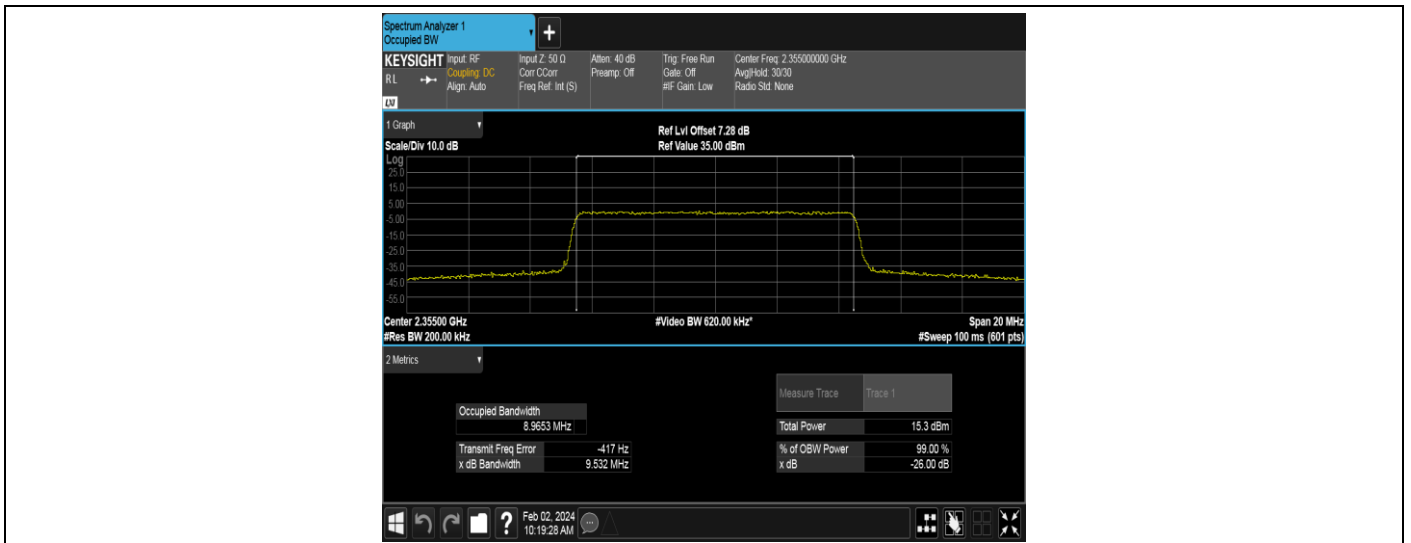 Spectrum Analyzer 1
Occupied BW
+
KEYSIGHT
RL
LXI
Input: RF
Coupling: DC
Align: Auto
Input Z: 50 Ω
Corr CCorr
Freq Ref: Int (S)
Atten: 40 dB
Preamp: Off
Trig: Free Run
Gate: Off
#IF Gain: Low
Center Freq: 2.355000000 GHz
Avg|Hold: 30/30
Radio Std: None
1 Graph
Scale/Div 10.0 dB
Ref Lvl Offset 7.28 dB
Ref Value 35.00 dBm
Log
25.0
15.0
5.00
-5.00
-15.0
-25.0
-35.0
-45.0
-55.0
Center 2.35500 GHz
#Video BW 620.00 kHz*
Span 20 MHz
#Res BW 200.00 kHz
#Sweep 100 ms (601 pts)
2 Metrics
Measure Trace Trace 1
Occupied Bandwidth
8.9653 MHz
Total Power 15.3 dBm
Transmit Freq Error -417 Hz
% of OBW Power 99.00 %
x dB Bandwidth 9.532 MHz
x dB -26.00 dB
?
Feb 02, 2024
10:19:28 AM